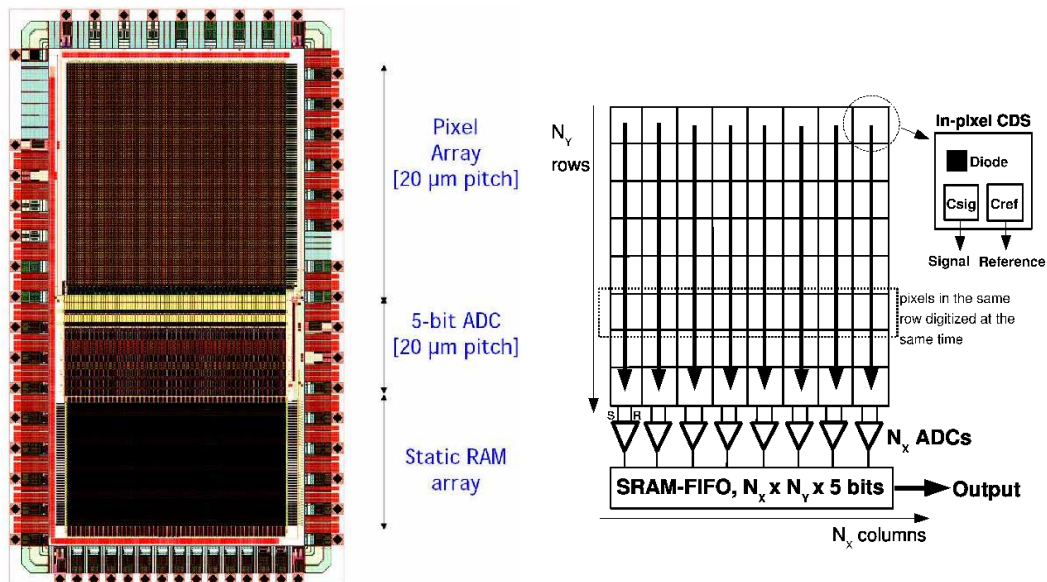 Pixel
Array
[20 µm pitch]
5-bit ADC
[20 µm pitch]
Static RAM
array
N_Y
rows
In-pixel CDS
Diode
Csig
Cref
Signal
Reference
pixels in the same
row digitized at the
same time
S R
N_X ADCs
SRAM-FIFO, N_X x N_Y x 5 bits
Output
N_X columns